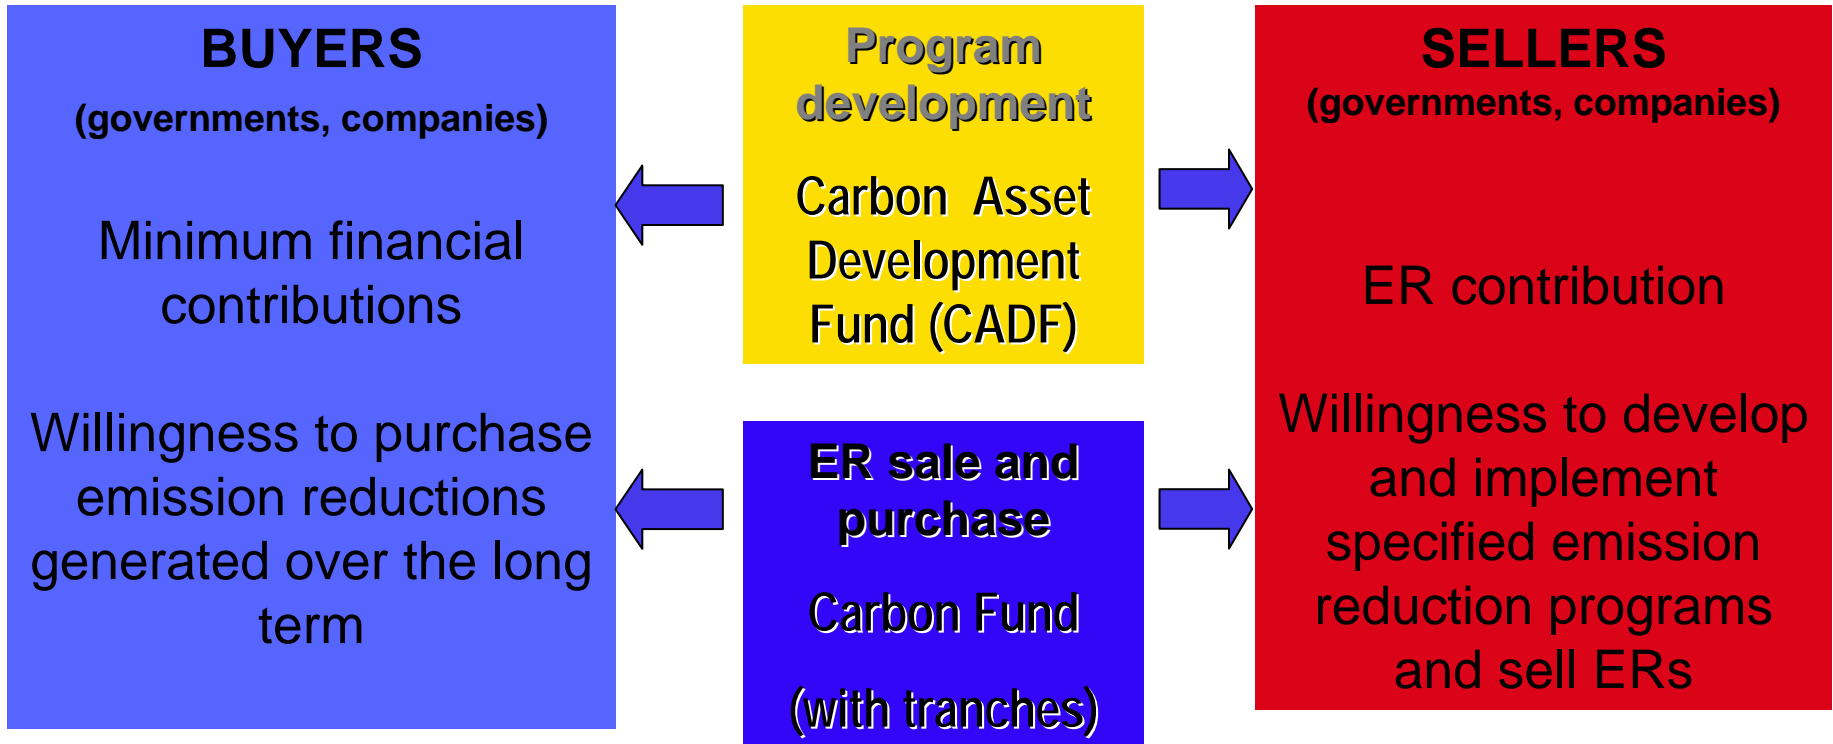 BUYERS
(governments, companies)
Minimum financial
contributions
Willingness to purchase
emission reductions
generated over the long
term
Program
development
Carbon Asset
Development
Fund (CADF)
ER sale and
purchase
Carbon Fund
(with tranches)
SELLERS
(governments, companies)
ER contribution
Willingness to develop
and implement
specified emission
reduction programs
and sell ERs